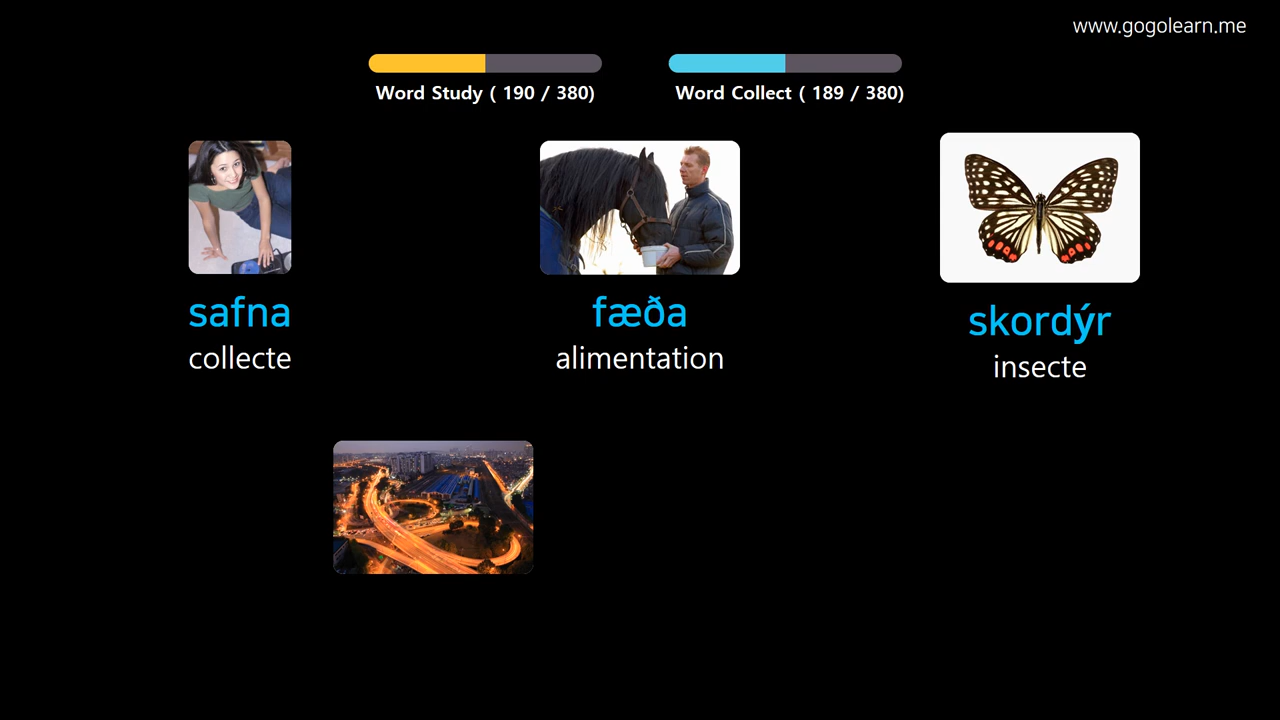 www.gogolearn.me
Word Study ( 190 / 380)
Word Collect ( 189 / 380)
safna
collecte
fæða
alimentation
skordýr
insecte